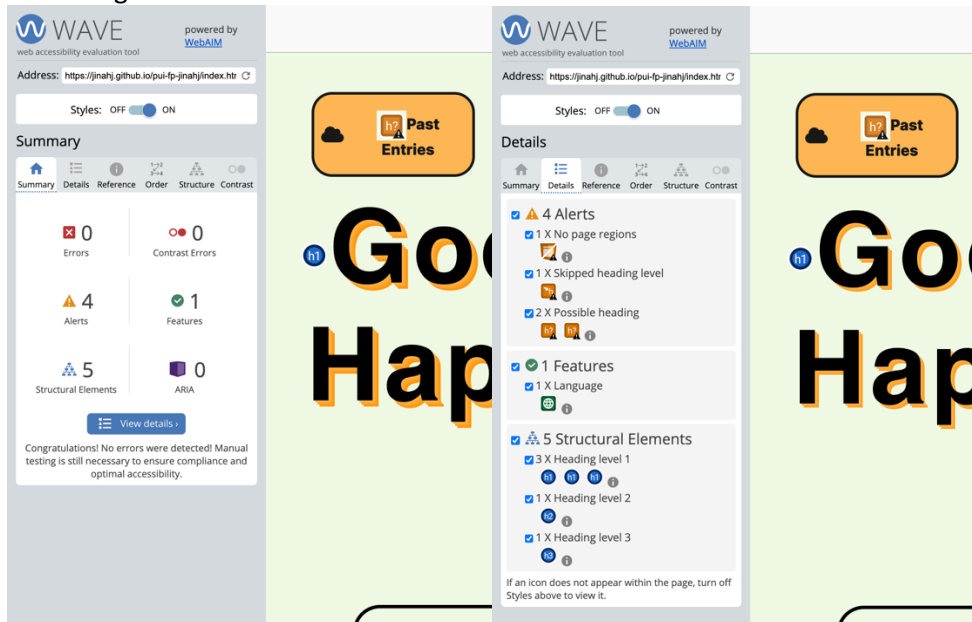 WAVE
powered by
WebAIM
web accessibility evaluation tool
Address: https://jinahj.github.io/pui-fp-jinahj/index.htr
Styles: OFF ON
Summary
Summary Details Reference Order Structure Contrast
0
Errors
0
Contrast Errors
4
Alerts
1
Features
5
Structural Elements
0
ARIA
View details ›
Congratulations! No errors were detected! Manual
testing is still necessary to ensure compliance and
optimal accessibility.
h? Past
Entries
h1 Goo
Hap
WAVE
powered by
WebAIM
web accessibility evaluation tool
Address: https://jinahj.github.io/pui-fp-jinahj/index.htr
Styles: OFF ON
Details
Summary Details Reference Order Structure Contrast
4 Alerts
1 X No page regions
1 X Skipped heading level
2 X Possible heading
h? h?
1 Features
1 X Language
5 Structural Elements
3 X Heading level 1
h1 h1 h1
1 X Heading level 2
h2
1 X Heading level 3
h3
If an icon does not appear within the page, turn off
Styles above to view it.
h? Past
Entries
h1 Goo
Hap